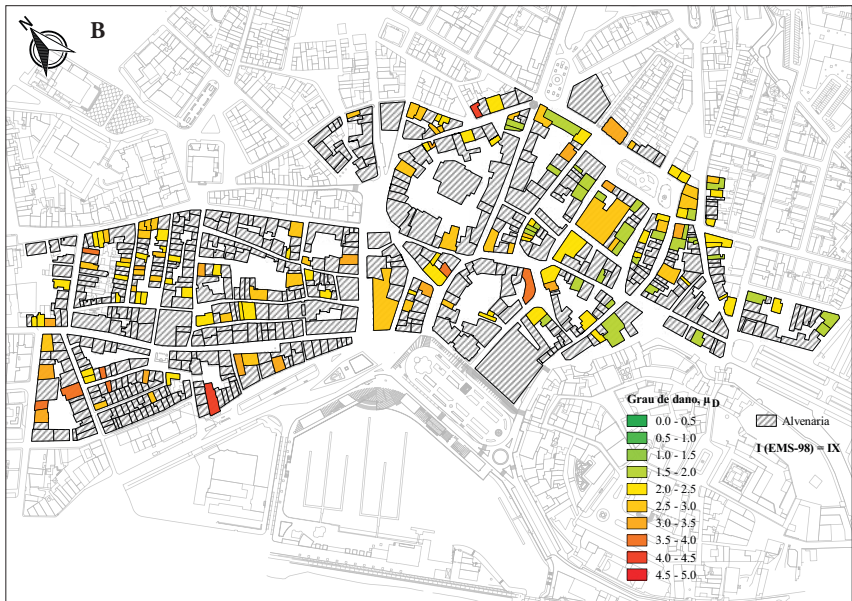 N
B
Grau de dano, μD
0.0 - 0.5
0.5 - 1.0
1.0 - 1.5
1.5 - 2.0
2.0 - 2.5
2.5 - 3.0
3.0 - 3.5
3.5 - 4.0
4.0 - 4.5
4.5 - 5.0
Alvenaria
I (EMS-98) = IX